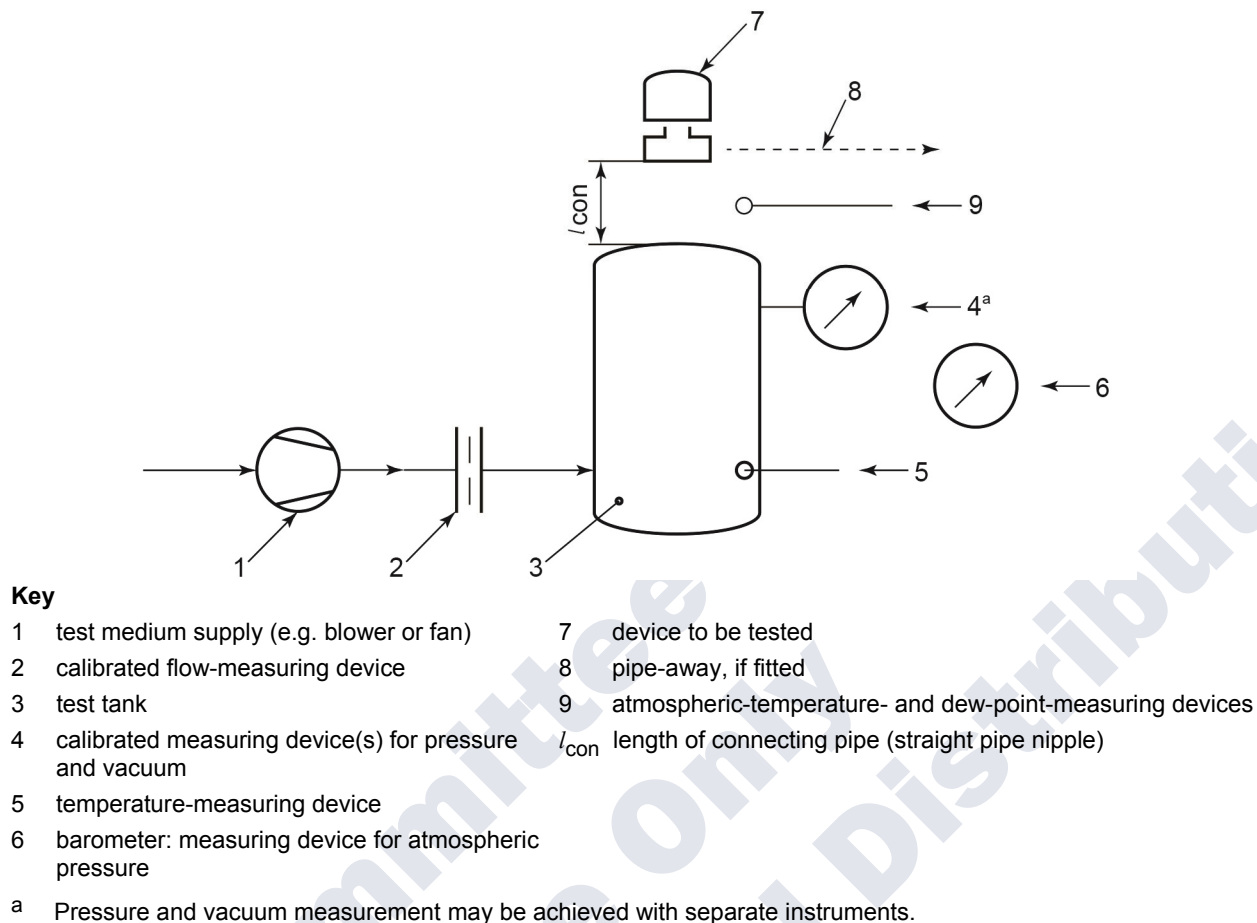 7
8
l con
9
4a
6
5
1
2
3
Key
1 test medium supply (e.g. blower or fan)
2 calibrated flow-measuring device
3 test tank
4 calibrated measuring device(s) for pressure
and vacuum
5 temperature-measuring device
6 barometer: measuring device for atmospheric
pressure
7 device to be tested
8 pipe-away, if fitted
9 atmospheric-temperature- and dew-point-measuring devices
lcon length of connecting pipe (straight pipe nipple)
a Pressure and vacuum measurement may be achieved with separate instruments.
Only